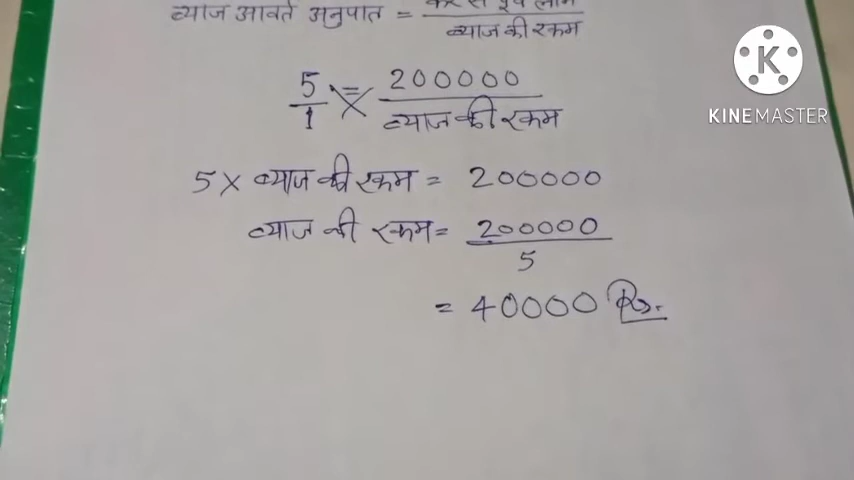 ब्याज आवर्त अनुपात =
ब्याज की रकम
5/1 = 200000/ब्याज की रकम
5 x ब्याज की रकम = 200000
ब्याज की रकम = 200000/5
= 40000 Rs.
K
KINEMASTER